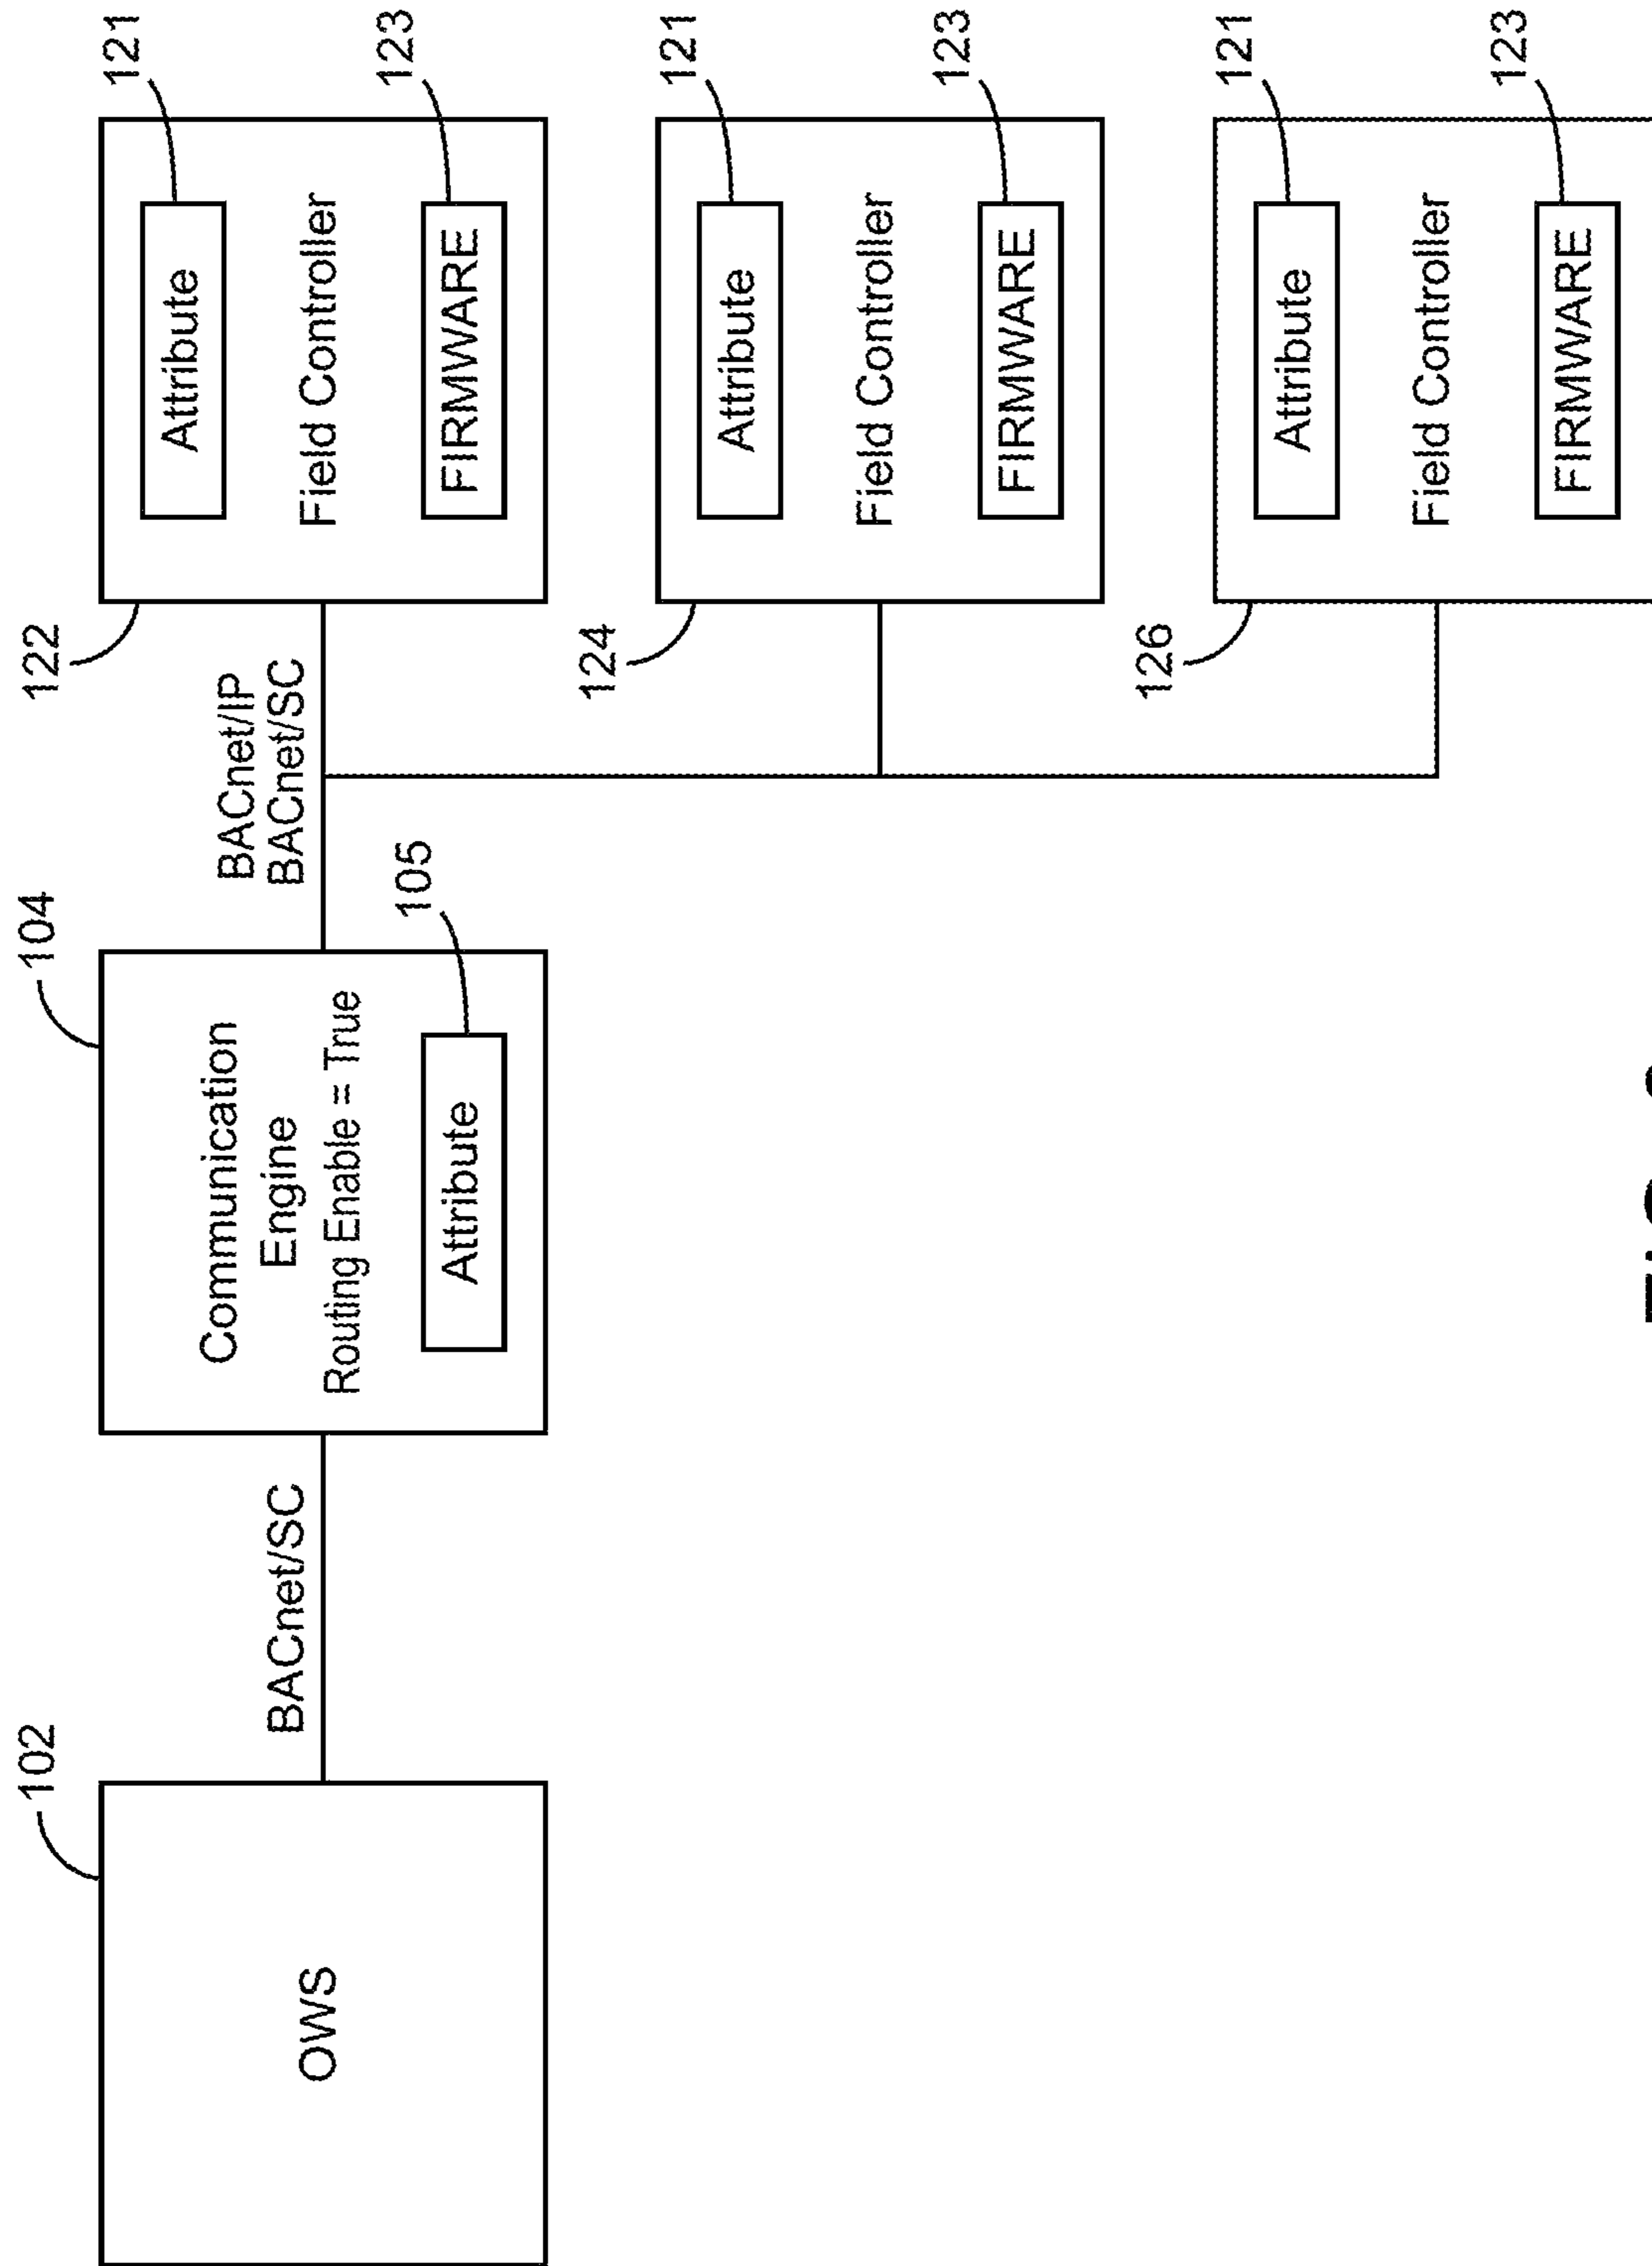 102
OWS
BACnet/SC
104
Communication
Engine
Routing Enable = True
Attribute
105
BACnet/IP
BACnet/SC
122
Attribute
Field Controller
FIRMWARE
121
123
124
Attribute
Field Controller
FIRMWARE
121
123
126
Attribute
Field Controller
FIRMWARE
121
123